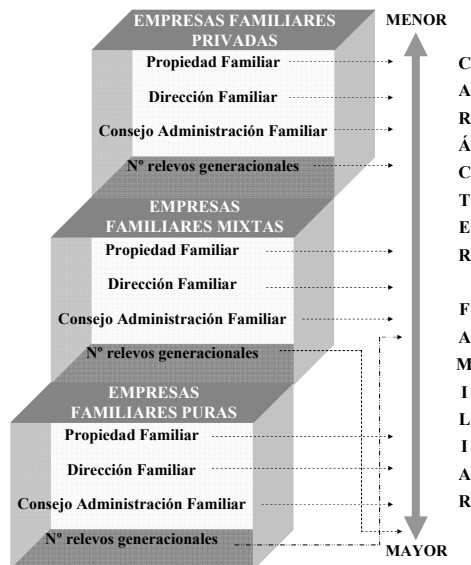 EMPRESAS FAMILIARES
PRIVADAS
Propiedad Familiar
Dirección Familiar
Consejo Administración Familiar
Nº relevos generacionales
EMPRESAS
FAMILIARES MIXTAS
Propiedad Familiar
Dirección Familiar
Consejo Administración Familiar
Nº relevos generacionales
EMPRESAS
FAMILIARES PURAS
Propiedad Familiar
Dirección Familiar
Consejo Administración Familiar
Nº relevos generacionales
MENOR
MAYOR
CARÁCTER FAMILIAR